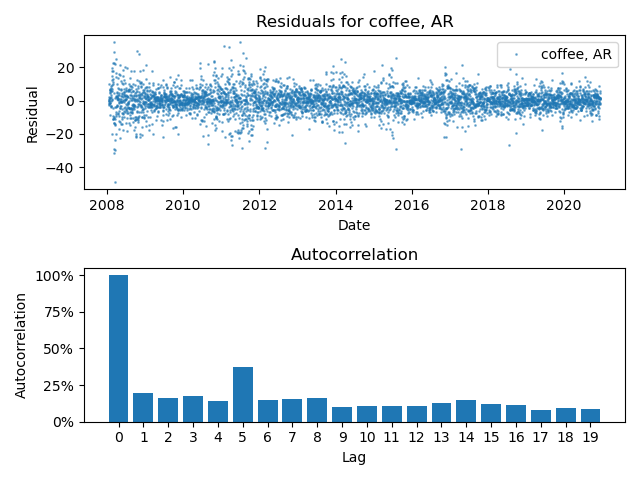 Residuals for coffee, AR
coffee, AR
Residual
20
0
−20
−40
2008 2010 2012 2014 2016 2018 2020
Date
Autocorrelation
Autocorrelation
100%
75%
50%
25%
0%
0 1 2 3 4 5 6 7 8 9 10 11 12 13 14 15 16 17 18 19
Lag